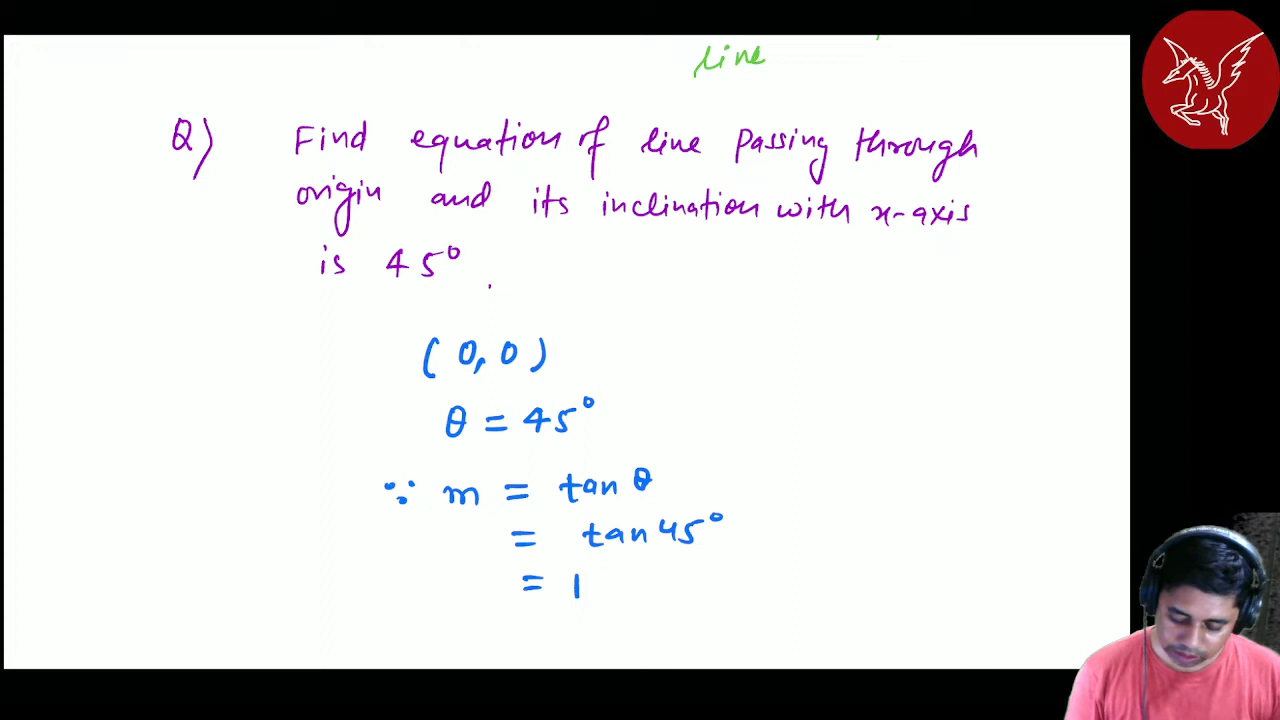 line
Q) Find equation of line passing through
origin and its inclination with x-axis
is 45°.
(0,0)
θ = 45°
∵ m = tan θ
= tan 45°
= 1